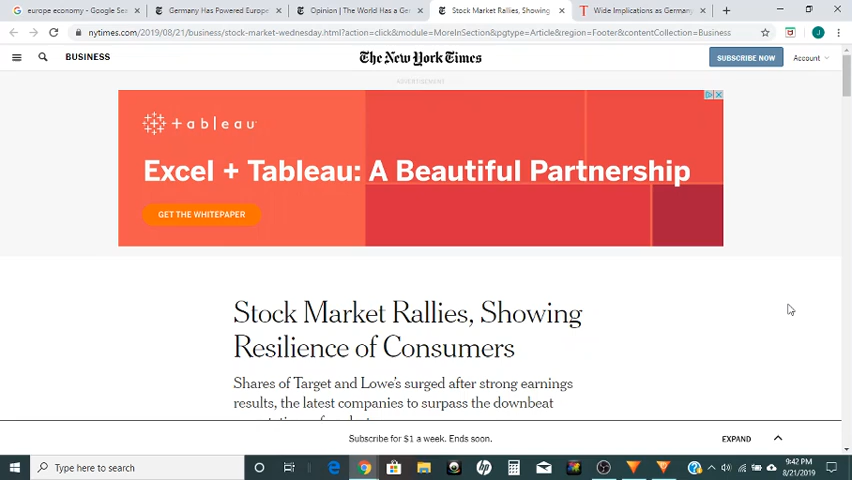 europe economy - Google Se
Germany Has Powered Europe
Opinion | The World Has a Ge
Stock Market Rallies, Showing
Wide Implications as Germany
nytimes.com/2019/08/21/business/stock-market-wednesday.html?action=click&module=MoreInSection&pgtype=Article&region=Footer&contentCollection=Business
BUSINESS
The New York Times
SUBSCRIBE NOW
Account
ADVERTISEMENT
+ a b | e a u
Excel + Tableau: A Beautiful Partnership
GET THE WHITEPAPER
Stock Market Rallies, Showing
Resilience of Consumers
Shares of Target and Lowe's surged after strong earnings
results, the latest companies to surpass the downbeat
Subscribe for $1 a week. Ends soon.
EXPAND
Type here to search
9:42 PM
8/21/2019